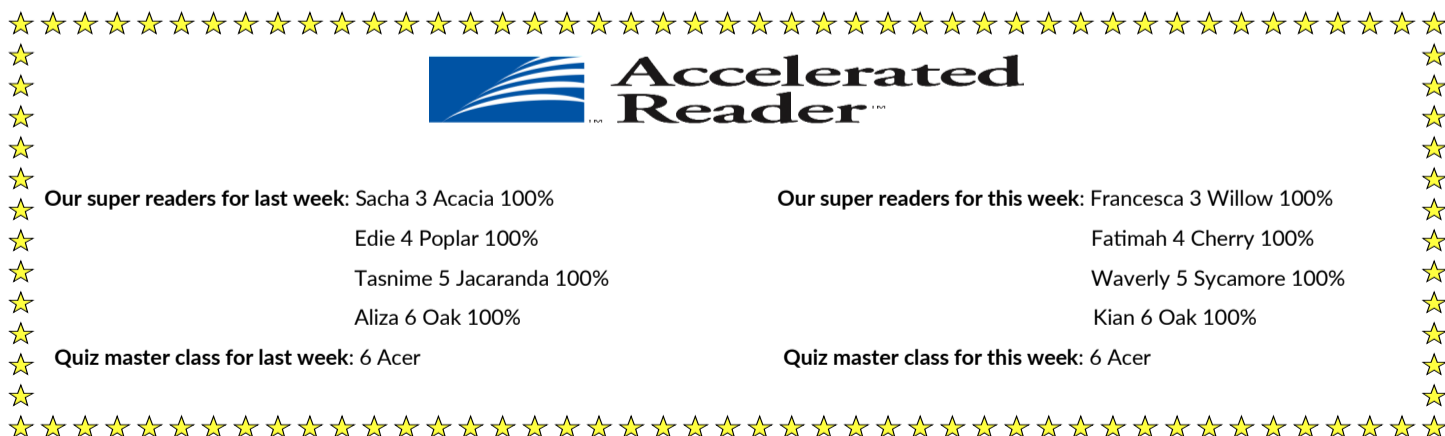 Accelerated
Reader™
Our super readers for last week: Sacha 3 Acacia 100%
Edie 4 Poplar 100%
Tasnime 5 Jacaranda 100%
Aliza 6 Oak 100%
Quiz master class for last week: 6 Acer
Our super readers for this week: Francesca 3 Willow 100%
Fatimah 4 Cherry 100%
Waverly 5 Sycamore 100%
Kian 6 Oak 100%
Quiz master class for this week: 6 Acer